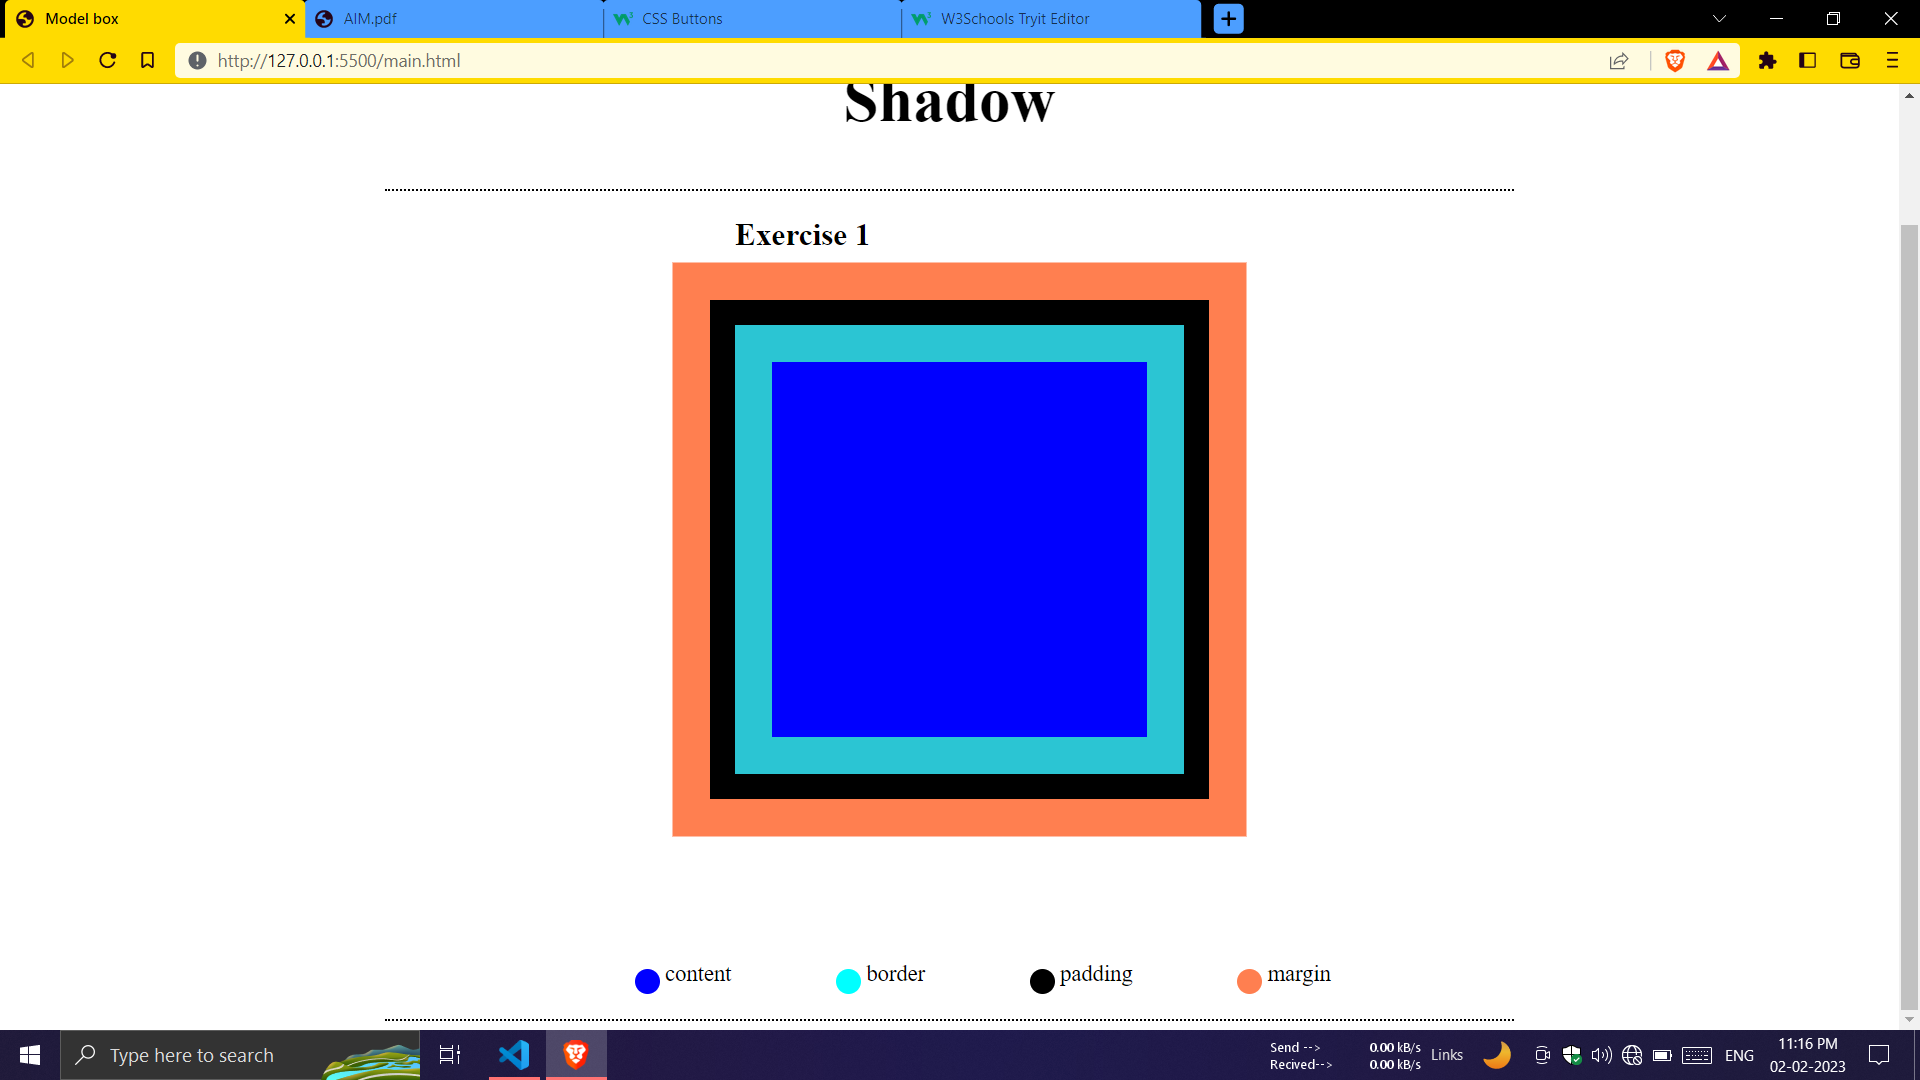 Model box
AIM.pdf
CSS Buttons
W3Schools Tryit Editor
http://127.0.0.1:5500/main.html
Shadow
Exercise 1
content
border
padding
margin
Type here to search
Send --> 0.00 kB/s
Recived--> 0.00 kB/s
Links
ENG
11:16 PM
02-02-2023